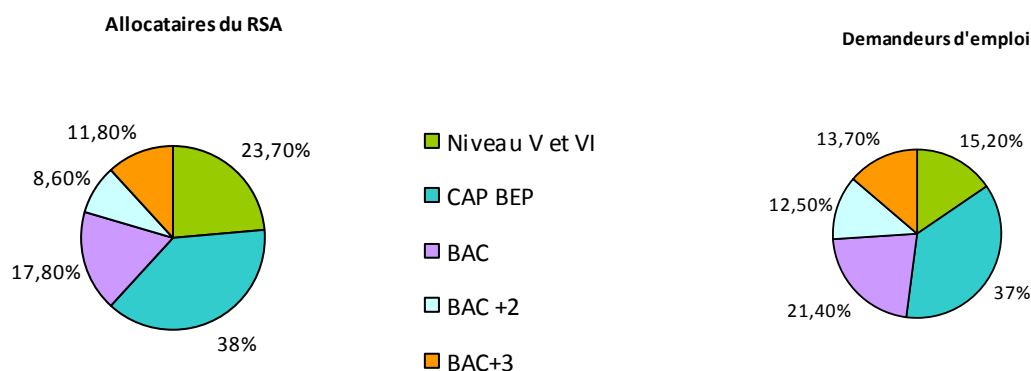 Allocataires du RSA
11,80%
23,70%
8,60%
17,80%
38%
Niveau V et VI
CAP BEP
BAC
BAC +2
BAC+3
Demandeurs d'emploi
13,70%
15,20%
12,50%
21,40%
37%